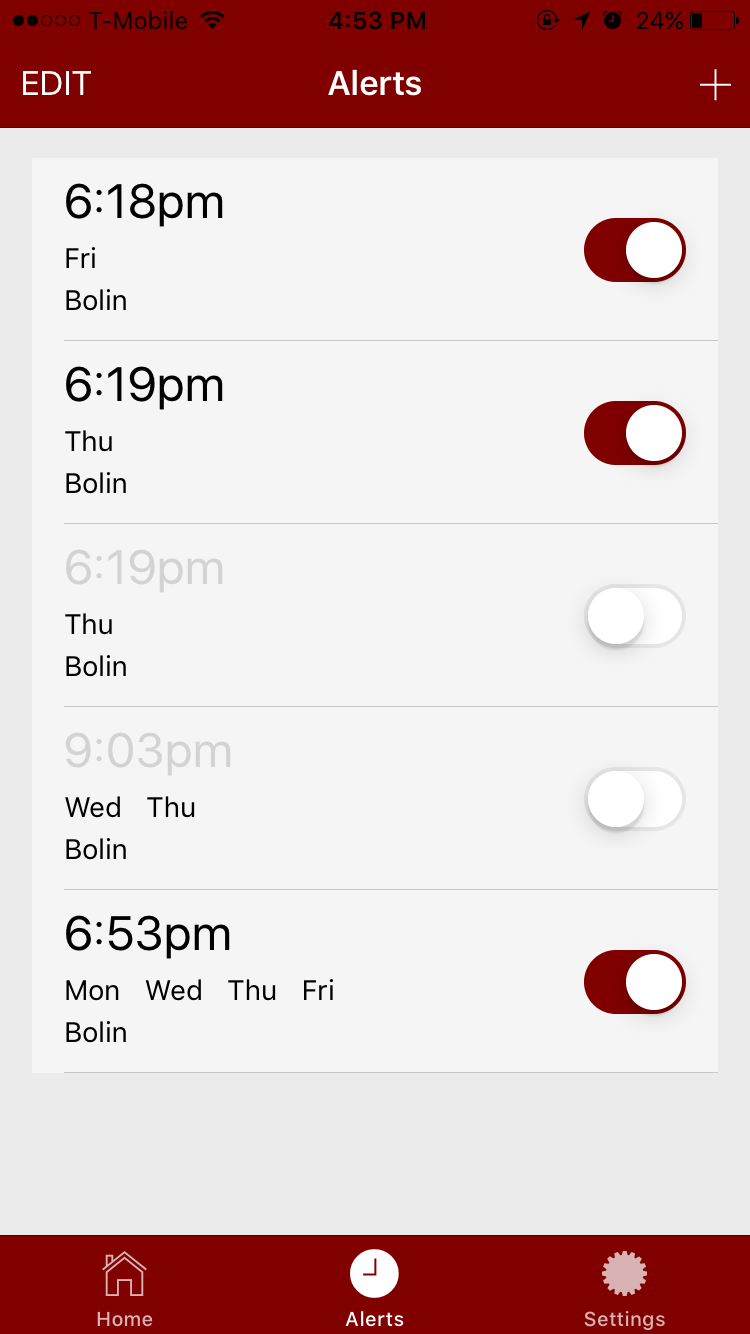 T-Mobile 4:53 PM 24%
EDIT Alerts +
6:18pm
Fri
Bolin
6:19pm
Thu
Bolin
6:19pm
Thu
Bolin
9:03pm
Wed Thu
Bolin
6:53pm
Mon Wed Thu Fri
Bolin
Home Alerts Settings